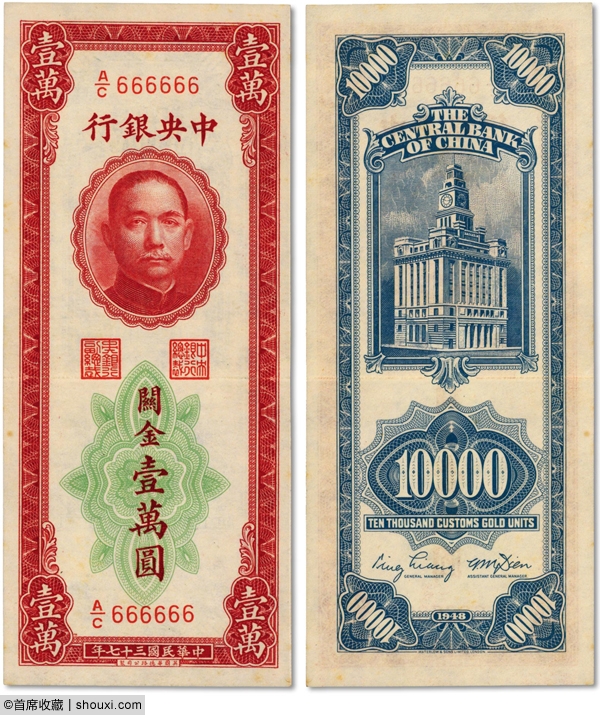 壹萬
壹萬
A/C 666666
中央銀行
關金壹萬圓
A/C 666666
壹萬
壹萬
中華民國三十七年
10000
10000
THE
CENTRAL BANK
OF CHINA
10000
TEN THOUSAND CUSTOMS GOLD UNITS
GENERAL MANAGER
ASSISTANT GENERAL MANAGER
10000
10000
1948
©首席收藏 | shouxi.com